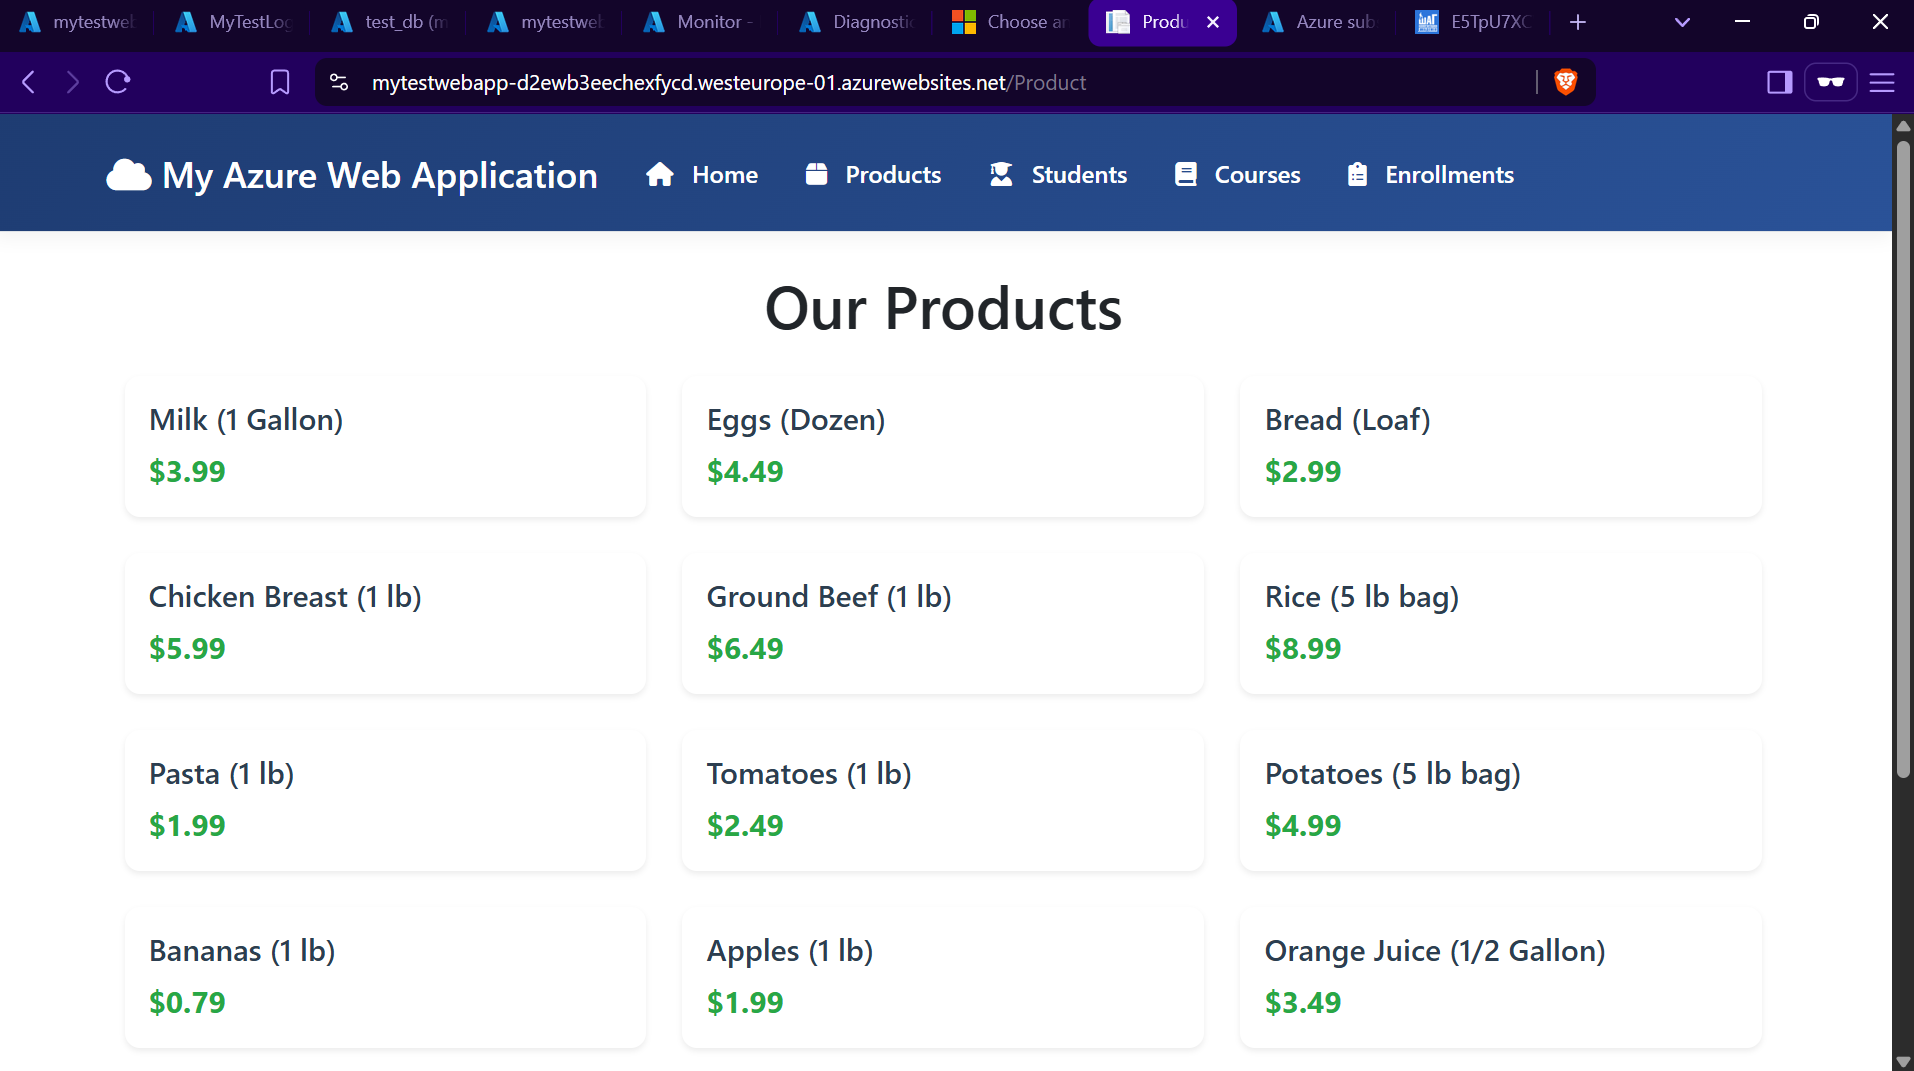 mytestweb MyTestLog test_db (m mytestweb Monitor - Diagnostic Choose an Produ Azure sub E5TpU7XC
mytestwebapp-d2ewb3eechexfycd.westeurope-01.azurewebsites.net/Product
My Azure Web Application Home Products Students Courses Enrollments
Our Products
Milk (1 Gallon) Eggs (Dozen) Bread (Loaf)
$3.99 $4.49 $2.99
Chicken Breast (1 lb) Ground Beef (1 lb) Rice (5 lb bag)
$5.99 $6.49 $8.99
Pasta (1 lb) Tomatoes (1 lb) Potatoes (5 lb bag)
$1.99 $2.49 $4.99
Bananas (1 lb) Apples (1 lb) Orange Juice (1/2 Gallon)
$0.79 $1.99 $3.49